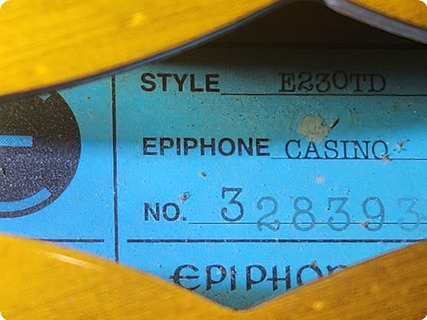 STYLE E230TD
EPIPHONE CASINO
NO. 328393